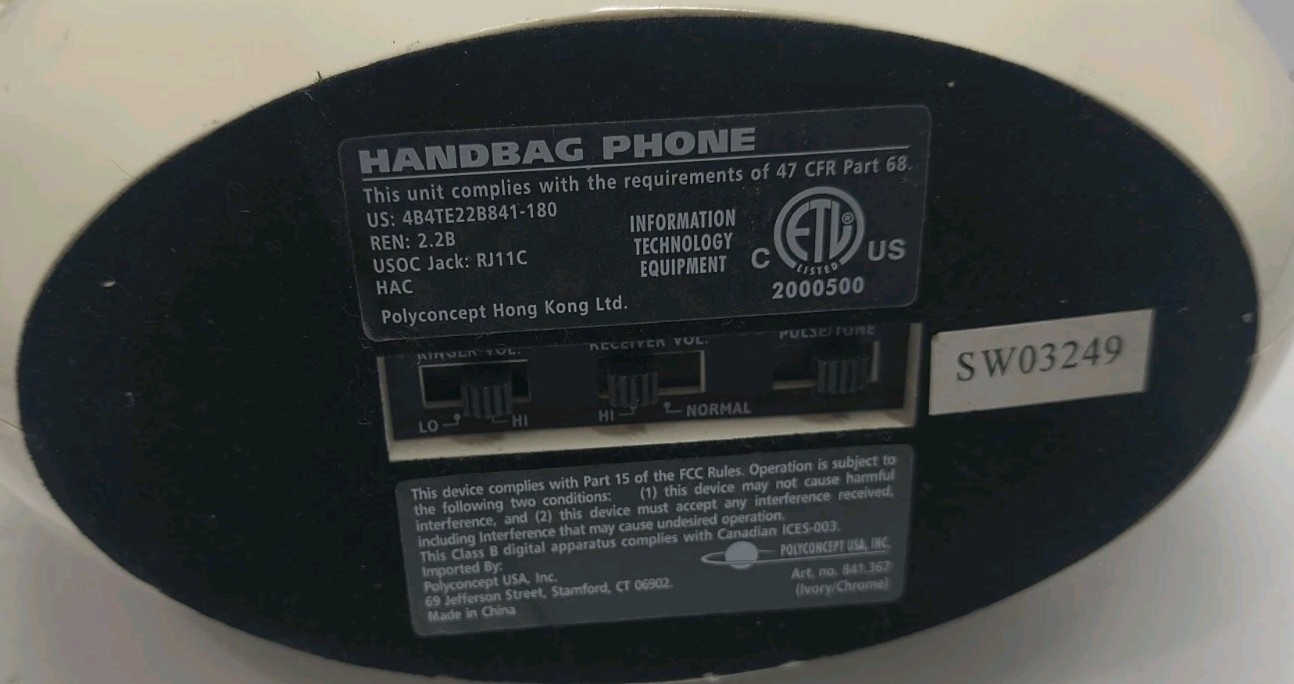 HANDBAG PHONE
This unit complies with the requirements of 47 CFR Part 68.
US: 4B4TE22B841-180
REN: 2.2B
USOC Jack: RJ11C
HAC
Polyconcept Hong Kong Ltd.
INFORMATION
TECHNOLOGY
EQUIPMENT
C ETL® US
LISTED
2000500
RINGER VOL. RECEIVER VOL. PULSE/TONE
LO HI HI NORMAL
SW03249
This device complies with Part 15 of the FCC Rules. Operation is subject to
the following two conditions: (1) this device may not cause harmful
interference, and (2) this device must accept any interference received,
including Interference that may cause undesired operation.
This Class B digital apparatus complies with Canadian ICES-003.
Imported By:
Polyconcept USA, Inc.
69 Jefferson Street, Stamford, CT 06902.
Made in China
POLYCONCEPT USA, INC.
Art. no. 841.367
(Ivory/Chrome)